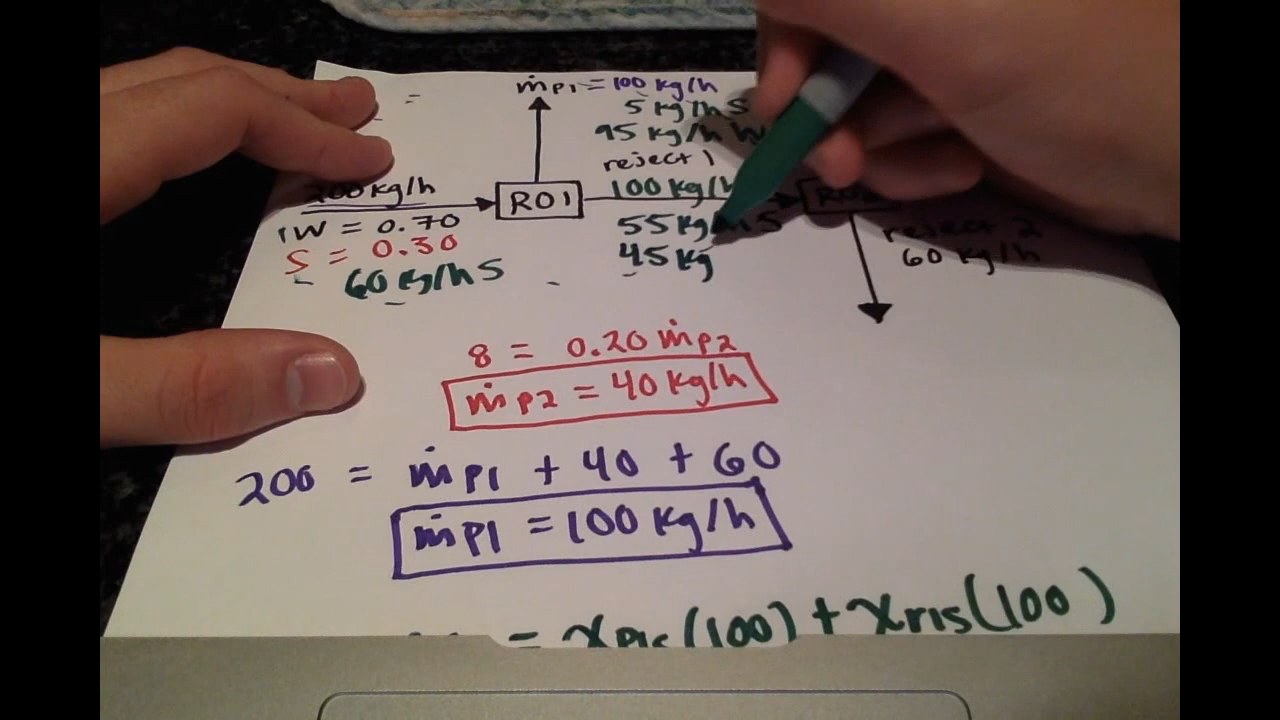 ṁp1 = 100 kg/h
5 kg/h S
95 kg/h W
reject 1
200 kg/h
RO1
100 kg/h
W = 0.70
S = 0.30
60 kg/h S
55 kg/h S
45 kg
reject 2
60 kg/h
8 = 0.20 ṁp2
ṁp2 = 40 kg/h
200 = ṁp1 + 40 + 60
ṁp1 = 100 kg/h
= xp1s(100) + xr1s(100)